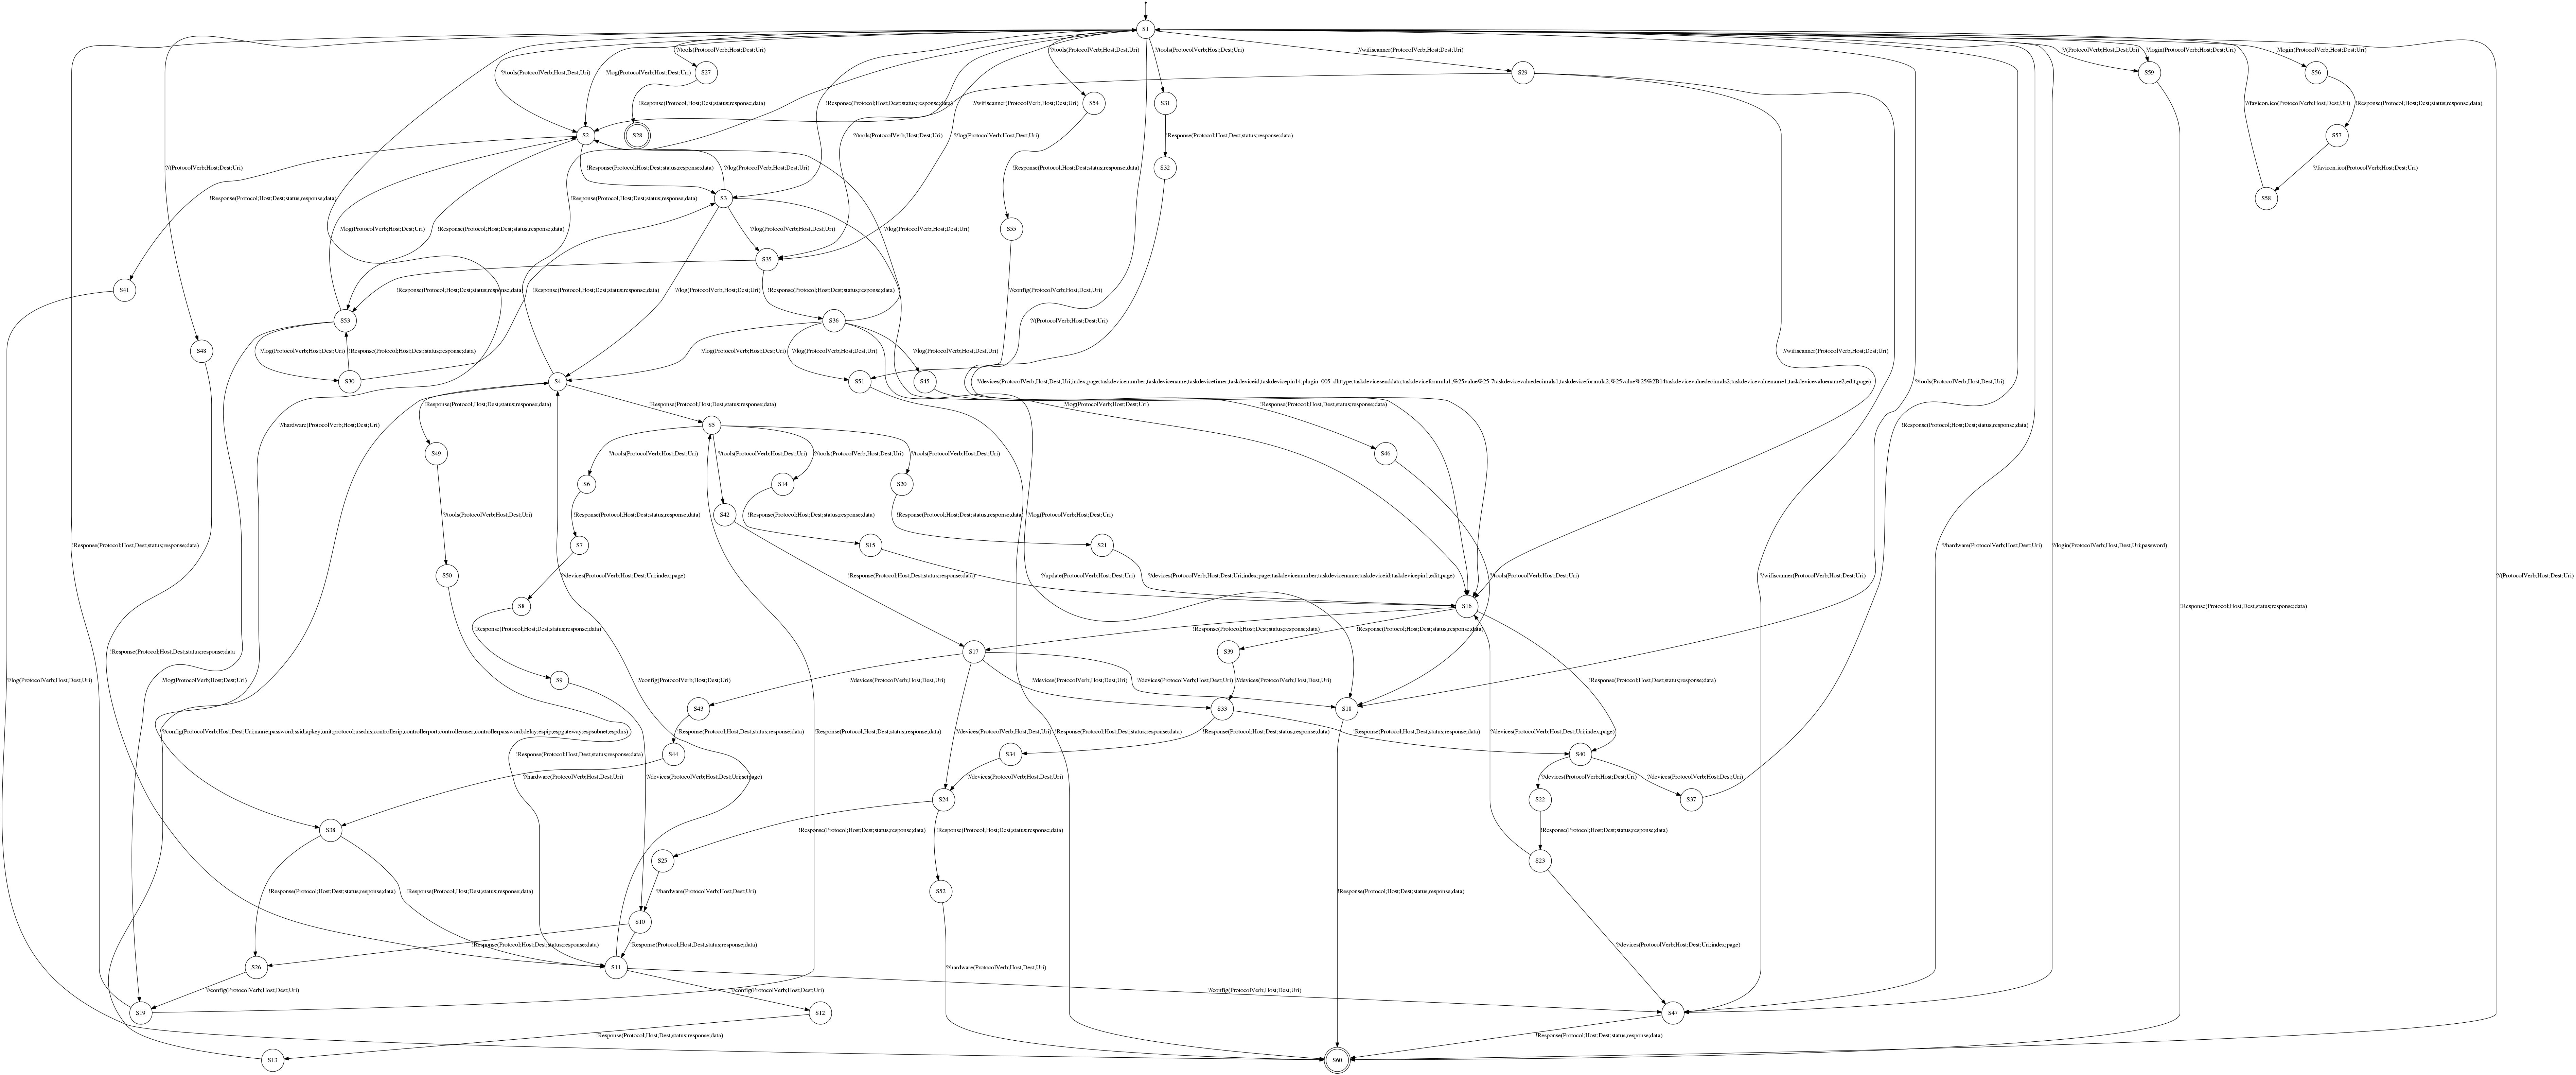 S1
?/tools(ProtocolVerb;Host;Dest;Uri)
?/tools(ProtocolVerb;Host;Dest;Uri)
?/tools(ProtocolVerb;Host;Dest;Uri)
?/wifiscanner(ProtocolVerb;Host;Dest;Uri)
?/(ProtocolVerb;Host;Dest;Uri)
?/login(ProtocolVerb;Host;Dest;Uri)
?/login(ProtocolVerb;Host;Dest;Uri)
?/tools(ProtocolVerb;Host;Dest;Uri)
?/log(ProtocolVerb;Host;Dest;Uri)
S27
S29
S59
S56
!Response(Protocol;Host;Dest;status;response;data)
!Response(Protocol;Host;Dest;status;response;data)
?/wifiscanner(ProtocolVerb;Host;Dest;Uri)
S54
S31
?/favicon.ico(ProtocolVerb;Host;Dest;Uri)
!Response(Protocol;Host;Dest;status;response;data)
S2
S28
?/tools(ProtocolVerb;Host;Dest;Uri)
?/log(ProtocolVerb;Host;Dest;Uri)
!Response(Protocol;Host;Dest;status;response;data)
S57
?/(ProtocolVerb;Host;Dest;Uri)
!Response(Protocol;Host;Dest;status;response;data)
?/log(ProtocolVerb;Host;Dest;Uri)
!Response(Protocol;Host;Dest;status;response;data)
S32
?/favicon.ico(ProtocolVerb;Host;Dest;Uri)
!Response(Protocol;Host;Dest;status;response;data)
!Response(Protocol;Host;Dest;status;response;data)
S3
S58
?/log(ProtocolVerb;Host;Dest;Uri)
!Response(Protocol;Host;Dest;status;response;data)
?/log(ProtocolVerb;Host;Dest;Uri)
?/log(ProtocolVerb;Host;Dest;Uri)
S55
S35
S41
!Response(Protocol;Host;Dest;status;response;data)
!Response(Protocol;Host;Dest;status;response;data)
?/log(ProtocolVerb;Host;Dest;Uri)
!Response(Protocol;Host;Dest;status;response;data)
?/config(ProtocolVerb;Host;Dest;Uri)
S53
S36
?/(ProtocolVerb;Host;Dest;Uri)
S48
?/log(ProtocolVerb;Host;Dest;Uri)
!Response(Protocol;Host;Dest;status;response;data)
?/log(ProtocolVerb;Host;Dest;Uri)
?/log(ProtocolVerb;Host;Dest;Uri)
?/log(ProtocolVerb;Host;Dest;Uri)
?/wifiscanner(ProtocolVerb;Host;Dest;Uri)
S30
S4
S51
S45
?/devices(ProtocolVerb;Host;Dest;Uri;index;page;taskdevicenumber;taskdevicename;taskdevicetimer;taskdeviceid;taskdevicepin14;plugin_005_dhttype;taskdevicesenddata;taskdeviceformula1;%25value%25-7taskdevicevaluedecimals1;taskdeviceformula2;%25value%25%2B14taskdevicevaluedecimals2;taskdevicevaluename1;taskdevicevaluename2;edit;page)
?/tools(ProtocolVerb;Host;Dest;Uri)
!Response(Protocol;Host;Dest;status;response;data)
!Response(Protocol;Host;Dest;status;response;data)
?/log(ProtocolVerb;Host;Dest;Uri)
!Response(Protocol;Host;Dest;status;response;data)
?/hardware(ProtocolVerb;Host;Dest;Uri)
S5
!Response(Protocol;Host;Dest;status;response;data)
S49
?/tools(ProtocolVerb;Host;Dest;Uri)
?/tools(ProtocolVerb;Host;Dest;Uri)
?/tools(ProtocolVerb;Host;Dest;Uri)
?/tools(ProtocolVerb;Host;Dest;Uri)
S46
S6
S14
S20
?/tools(ProtocolVerb;Host;Dest;Uri)
!Response(Protocol;Host;Dest;status;response;data)
S42
!Response(Protocol;Host;Dest;status;response;data)
!Response(Protocol;Host;Dest;status;response;data)
?/log(ProtocolVerb;Host;Dest;Uri)
!Response(Protocol;Host;Dest;status;response;data)
S7
S15
S21
?/hardware(ProtocolVerb;Host;Dest;Uri)
?/login(ProtocolVerb;Host;Dest;Uri;password)
S50
?/devices(ProtocolVerb;Host;Dest;Uri;index;page)
!Response(Protocol;Host;Dest;status;response;data)
?/update(ProtocolVerb;Host;Dest;Uri)
?/devices(ProtocolVerb;Host;Dest;Uri;index;page;taskdevicenumber;taskdevicename;taskdeviceid;taskdevicepin1;edit;page)
?/tools(ProtocolVerb;Host;Dest;Uri)
?/wifiscanner(ProtocolVerb;Host;Dest;Uri)
?/(ProtocolVerb;Host;Dest;Uri)
S8
S16
!Response(Protocol;Host;Dest;status;response;data)
!Response(Protocol;Host;Dest;status;response;data)
!Response(Protocol;Host;Dest;status;response;data)
!Response(Protocol;Host;Dest;status;response;data)
!Response(Protocol;Host;Dest;status;response;data
S17
S39
?/log(ProtocolVerb;Host;Dest;Uri)
?/log(ProtocolVerb;Host;Dest;Uri)
S9
?/config(ProtocolVerb;Host;Dest;Uri)
?/devices(ProtocolVerb;Host;Dest;Uri)
?/devices(ProtocolVerb;Host;Dest;Uri)
?/devices(ProtocolVerb;Host;Dest;Uri)
?/devices(ProtocolVerb;Host;Dest;Uri)
!Response(Protocol;Host;Dest;status;response;data)
S43
S33
S18
?/config(ProtocolVerb;Host;Dest;Uri;name;password;ssid;apkey;unit;protocol;usedns;controllerip;controllerport;controlleruser;controllerpassword;delay;espip;espgateway;espsubnet;espdns)
!Response(Protocol;Host;Dest;status;response;data)
!Response(Protocol;Host;Dest;status;response;data)
?/devices(ProtocolVerb;Host;Dest;Uri)
!Response(Protocol;Host;Dest;status;response;data)
!Response(Protocol;Host;Dest;status;response;data)
!Response(Protocol;Host;Dest;status;response;data)
?/devices(ProtocolVerb;Host;Dest;Uri;index;page)
!Response(Protocol;Host;Dest;status;response;data)
S44
S34
S40
?/hardware(ProtocolVerb;Host;Dest;Uri)
?/devices(ProtocolVerb;Host;Dest;Uri;setpage)
?/devices(ProtocolVerb;Host;Dest;Uri)
?/devices(ProtocolVerb;Host;Dest;Uri)
?/devices(ProtocolVerb;Host;Dest;Uri)
S24
S22
S37
S38
!Response(Protocol;Host;Dest;status;response;data)
!Response(Protocol;Host;Dest;status;response;data)
!Response(Protocol;Host;Dest;status;response;data)
S25
S23
!Response(Protocol;Host;Dest;status;response;data)
!Response(Protocol;Host;Dest;status;response;data)
?/hardware(ProtocolVerb;Host;Dest;Uri)
S52
!Response(Protocol;Host;Dest;status;response;data)
S10
!Response(Protocol;Host;Dest;status;response;data)
!Response(Protocol;Host;Dest;status;response;data)
?/devices(ProtocolVerb;Host;Dest;Uri;index;page)
S26
S11
?/hardware(ProtocolVerb;Host;Dest;Uri)
?/config(ProtocolVerb;Host;Dest;Uri)
?/config(ProtocolVerb;Host;Dest;Uri)
?/config(ProtocolVerb;Host;Dest;Uri)
S19
S12
S47
!Response(Protocol;Host;Dest;status;response;data)
!Response(Protocol;Host;Dest;status;response;data)
S13
S60